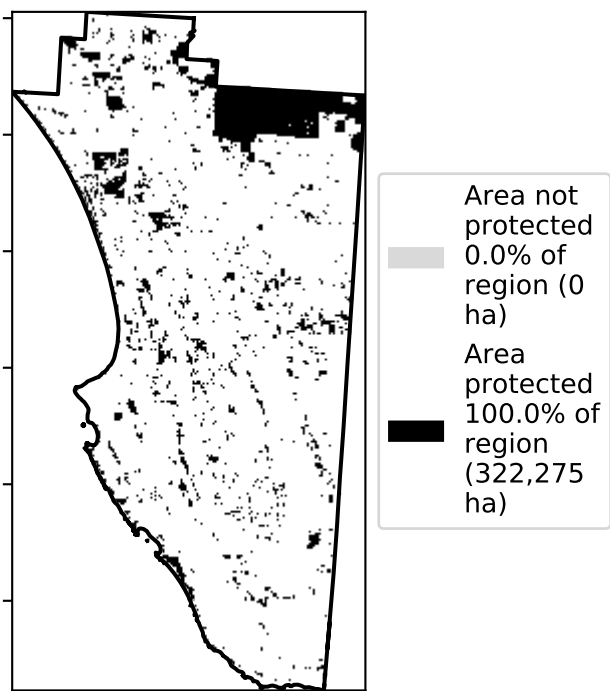 Area not
protected
0.0% of
region (0
ha)
Area
protected
100.0% of
region
(322,275
ha)